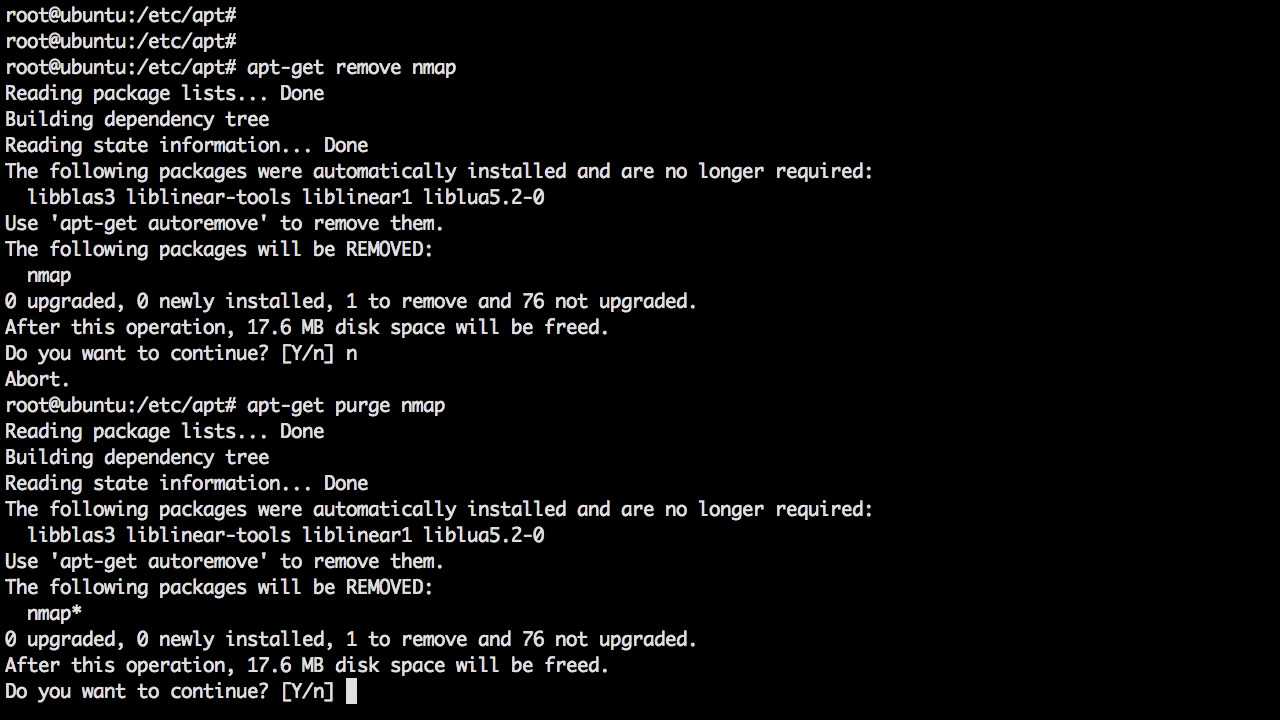 root@ubuntu:/etc/apt#
root@ubuntu:/etc/apt#
root@ubuntu:/etc/apt# apt-get remove nmap
Reading package lists... Done
Building dependency tree
Reading state information... Done
The following packages were automatically installed and are no longer required:
  libblas3 liblinear-tools liblinear1 liblua5.2-0
Use 'apt-get autoremove' to remove them.
The following packages will be REMOVED:
  nmap
0 upgraded, 0 newly installed, 1 to remove and 76 not upgraded.
After this operation, 17.6 MB disk space will be freed.
Do you want to continue? [Y/n] n
Abort.
root@ubuntu:/etc/apt# apt-get purge nmap
Reading package lists... Done
Building dependency tree
Reading state information... Done
The following packages were automatically installed and are no longer required:
  libblas3 liblinear-tools liblinear1 liblua5.2-0
Use 'apt-get autoremove' to remove them.
The following packages will be REMOVED:
  nmap*
0 upgraded, 0 newly installed, 1 to remove and 76 not upgraded.
After this operation, 17.6 MB disk space will be freed.
Do you want to continue? [Y/n]